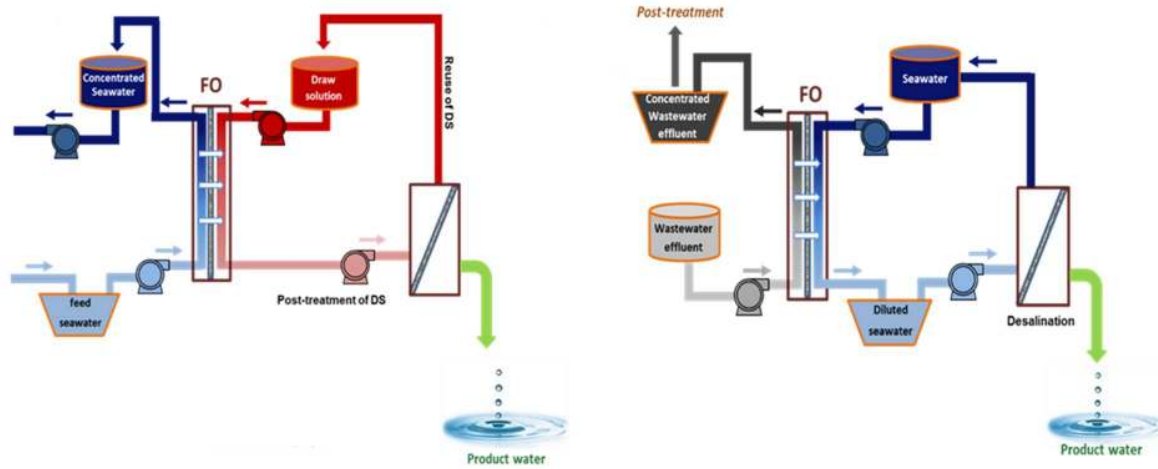 Concentrated
Seawater
FO
Draw
solution
Reuse of DS
feed
seawater
Post-treatment of DS
Product water
Post-treatment
Concentrated
Wastewater
effluent
FO
Seawater
Wastewater
effluent
Diluted
seawater
Desalination
Product water